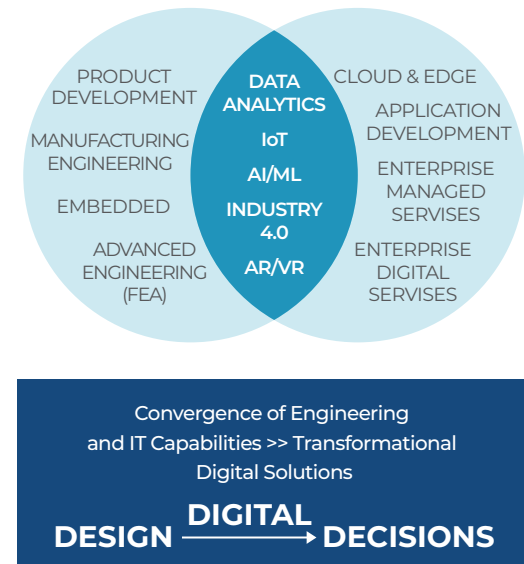 PRODUCT
DEVELOPMENT
MANUFACTURING
ENGINEERING
EMBEDDED
ADVANCED
ENGINEERING
(FEA)
DATA
ANALYTICS
IoT
AI/ML
INDUSTRY
4.0
AR/VR
CLOUD & EDGE
APPLICATION
DEVELOPMENT
ENTERPRISE
MANAGED
SERVISES
ENTERPRISE
DIGITAL
SERVISES
Convergence of Engineering
and IT Capabilities >> Transformational
Digital Solutions
DESIGN DIGITAL DECISIONS